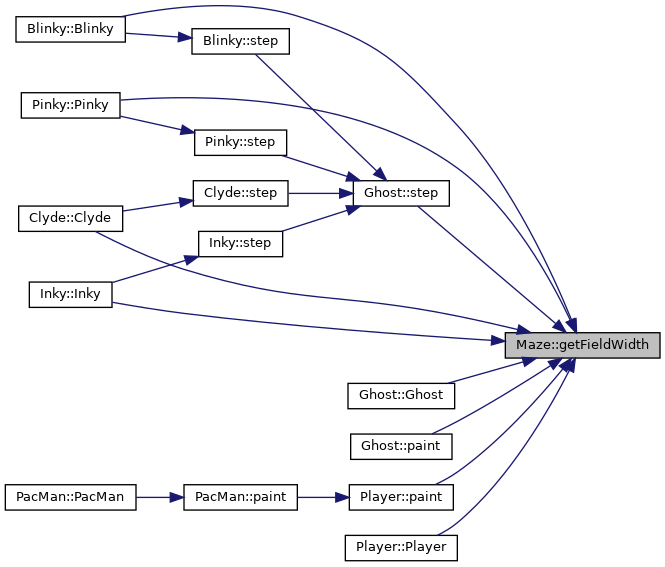 Blinky::Blinky
Blinky::step
Pinky::Pinky
Pinky::step
Clyde::step
Ghost::step
Clyde::Clyde
Inky::step
Inky::Inky
Maze::getFieldWidth
Ghost::Ghost
Ghost::paint
PacMan::PacMan
PacMan::paint
Player::paint
Player::Player